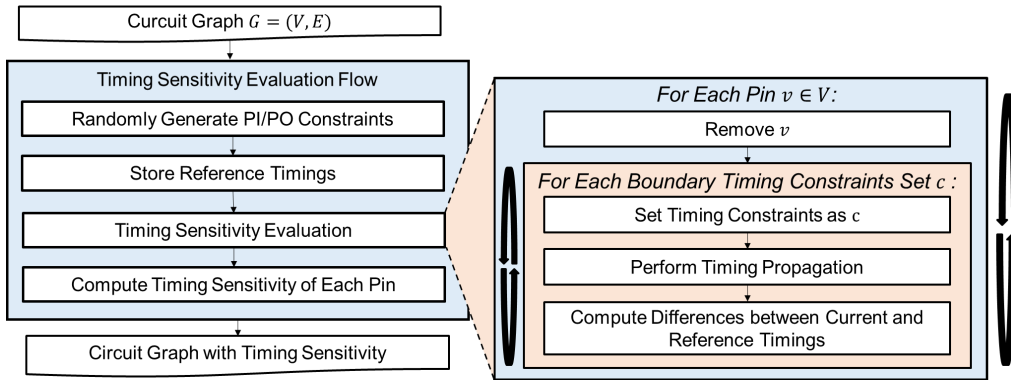 Curcuit Graph G = (V, E)
Timing Sensitivity Evaluation Flow
Randomly Generate PI/PO Constraints
Store Reference Timings
Timing Sensitivity Evaluation
Compute Timing Sensitivity of Each Pin
Circuit Graph with Timing Sensitivity
For Each Pin v ∈ V:
Remove v
For Each Boundary Timing Constraints Set c :
Set Timing Constraints as c
Perform Timing Propagation
Compute Differences between Current and
Reference Timings